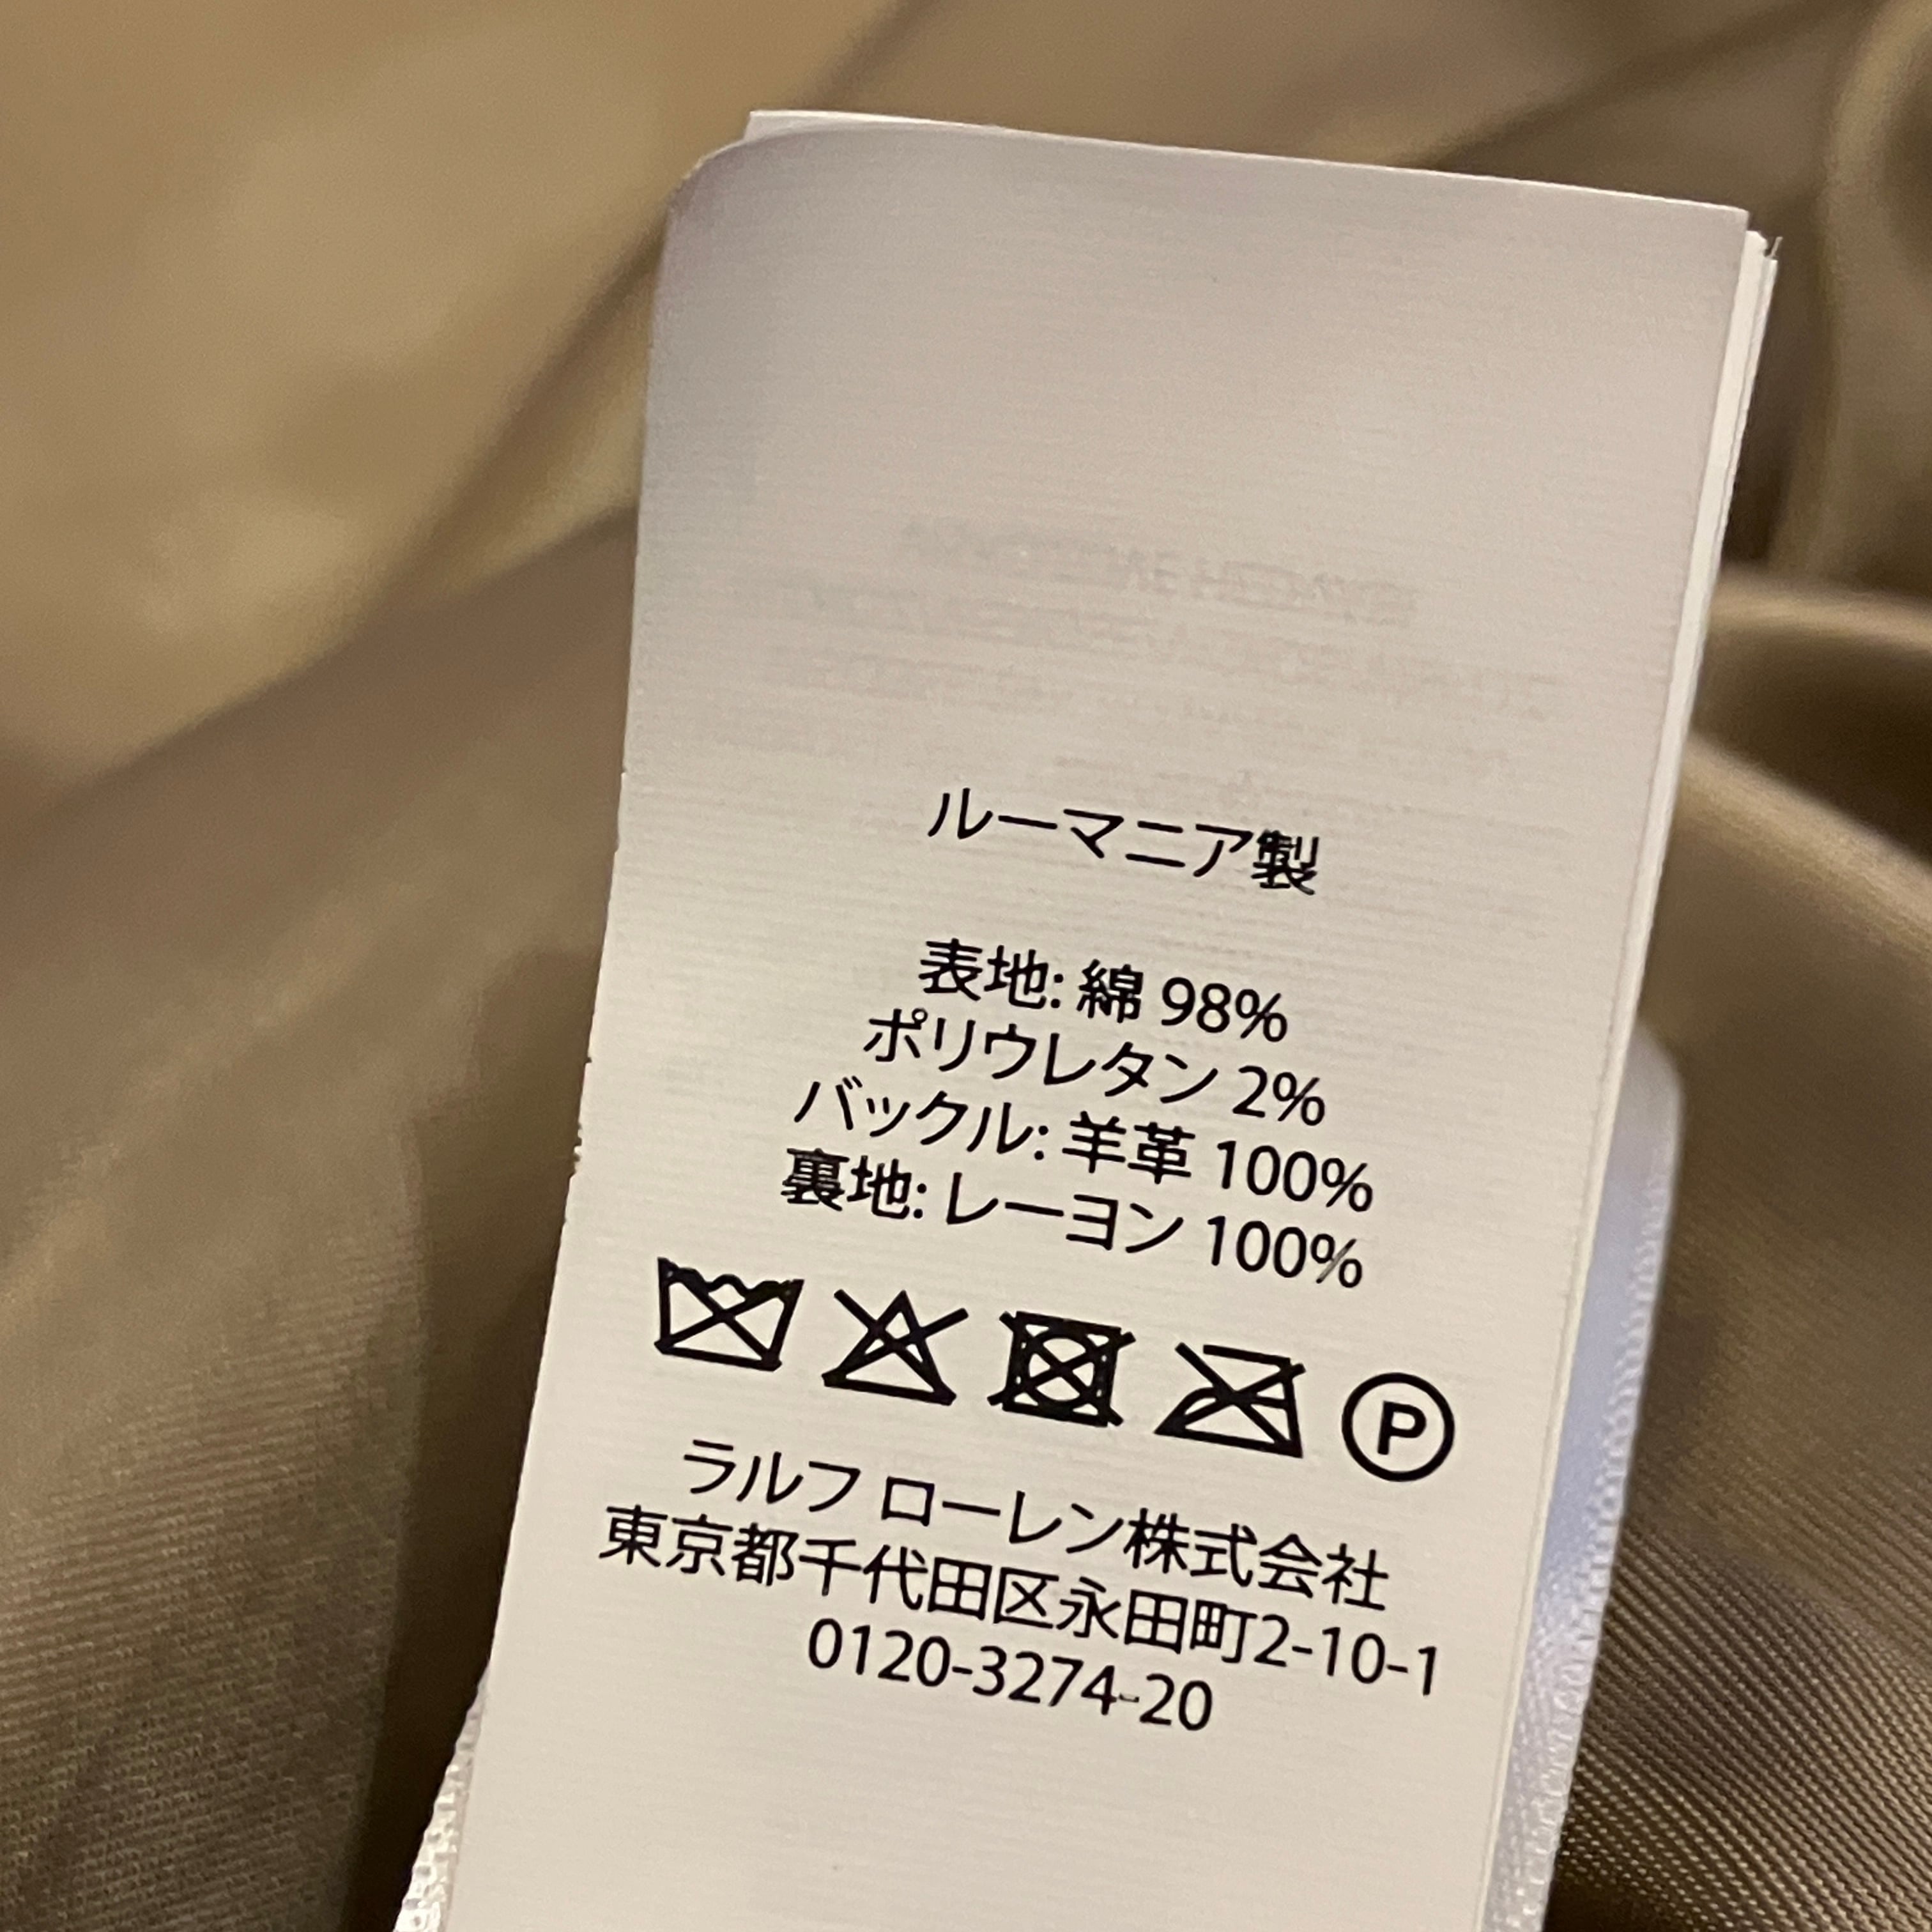 ルーマニア製
表地: 綿 98%
ポリウレタン 2%
バックル: 羊革 100%
裏地: レーヨン 100%
P
ラルフ ローレン株式会社
東京都千代田区永田町2-10-1
0120-3274-20